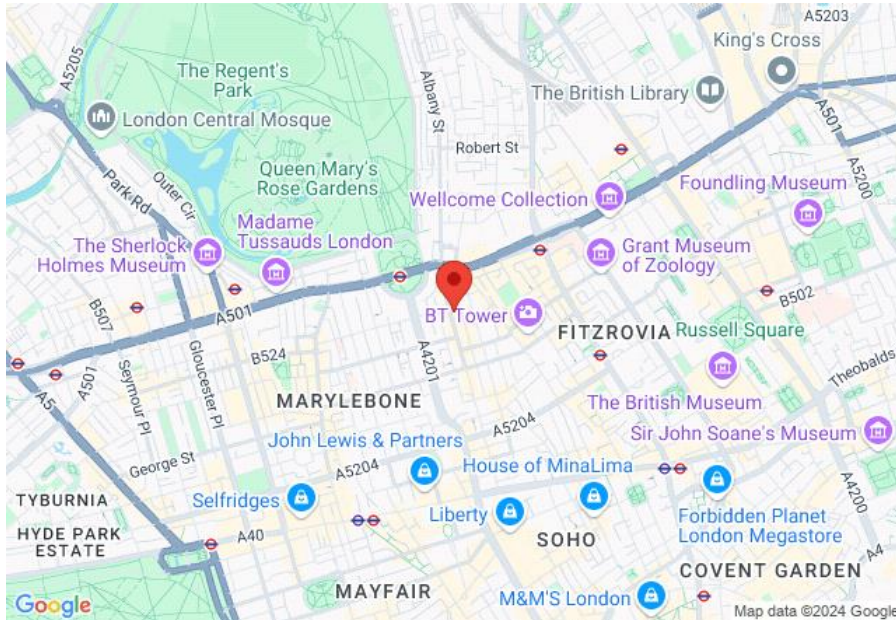 A5203
King's Cross
A5205
The Regent's
Park
Albany St
The British Library
A501
London Central Mosque
Robert St
A5200
Queen Mary's
Rose Gardens
Park Rd
Outer Cir
Wellcome Collection
Foundling Museum
Madame
Tussauds London
The Sherlock
Holmes Museum
Grant Museum
of Zoology
B507
A501
BT Tower
B502
FITZROVIA
Russell Square
B524
A4201
Gloucester Pl
Seymour Pl
A501
A5
Theobalds
MARYLEBONE
The British Museum
A5204
John Lewis & Partners
Sir John Soane's Museum
George St
A5204
House of MinaLima
Selfridges
A4200
TYBURNIA
Liberty
Forbidden Planet
London Megastore
HYDE PARK
ESTATE
A40
SOHO
A4
COVENT GARDEN
MAYFAIR
M&M'S London
Google
Map data ©2024 Google